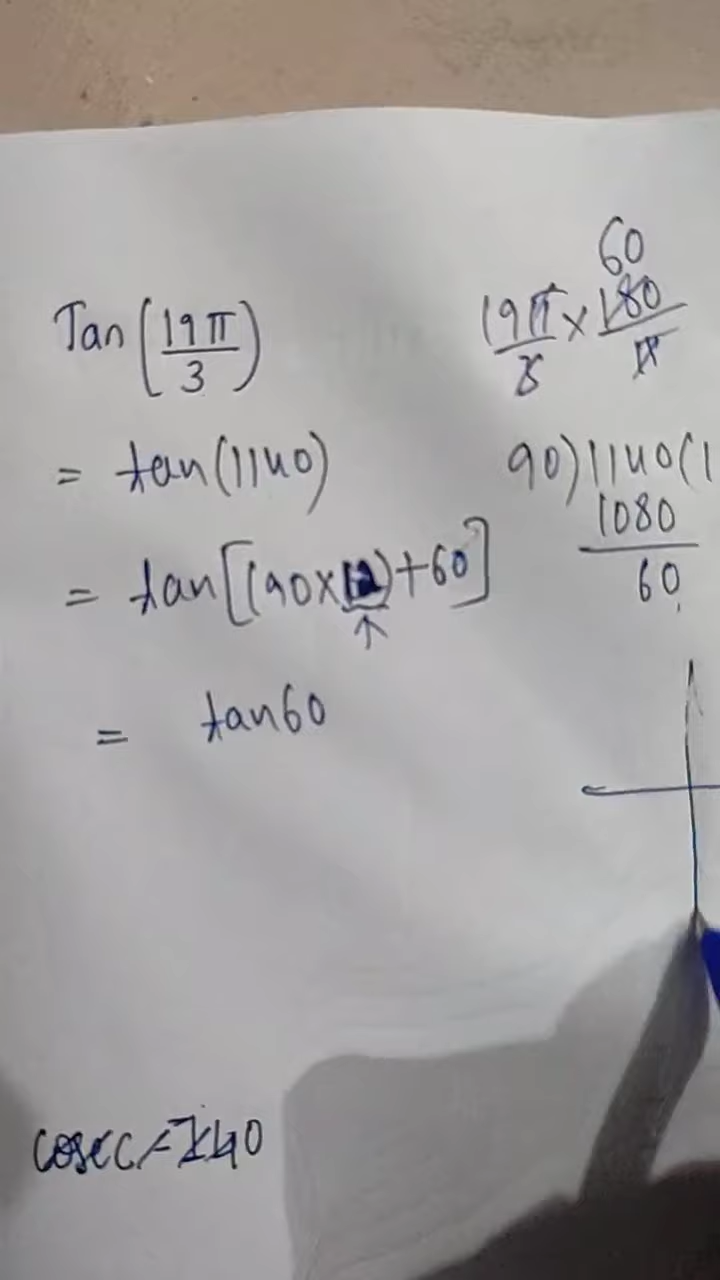 Tan(19π/3)
= tan(1140)
= tan[(90×12)+60]
↑
= tan60
60
19π/3 × 180/π
90)1140(1
1080
60
cosec